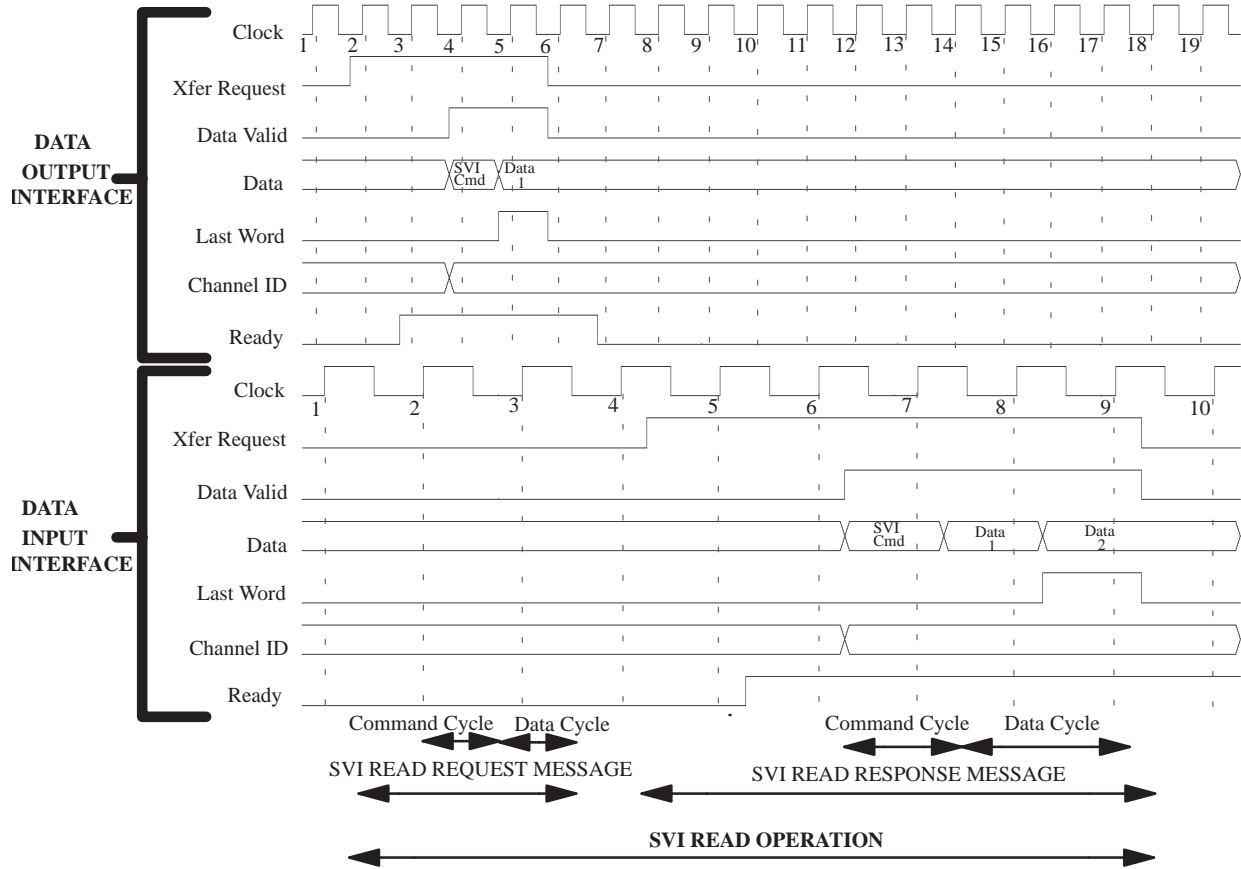 Clock
1 2 3 4 5 6 7 8 9 10 11 12 13 14 15 16 17 18 19
Xfer Request
Data Valid
DATA
OUTPUT
INTERFACE
Data
SVI
Cmd
Data
1
Last Word
Channel ID
Ready
Clock
1 2 3 4 5 6 7 8 9 10
Xfer Request
Data Valid
DATA
INPUT
INTERFACE
Data
SVI
Cmd
Data
1
Data
2
Last Word
Channel ID
Ready
Command Cycle Data Cycle Command Cycle Data Cycle
SVI READ REQUEST MESSAGE SVI READ RESPONSE MESSAGE
SVI READ OPERATION